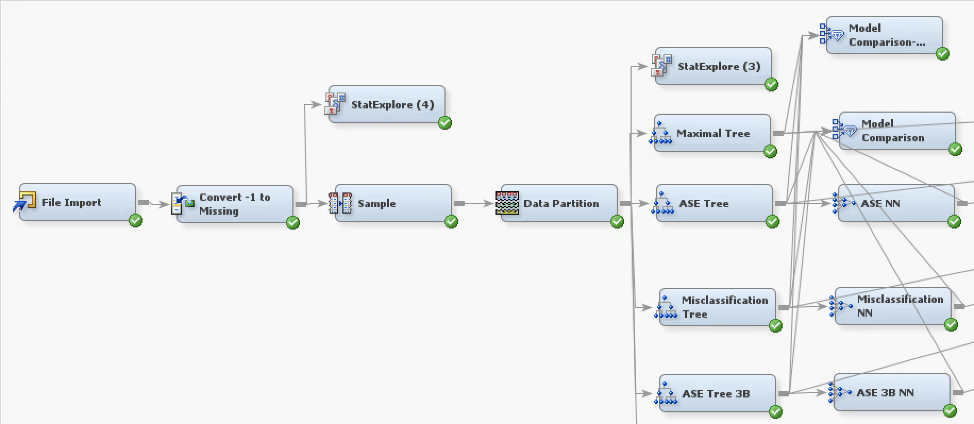 Model
Comparison-...
StatExplore (3)
StatExplore (4)
Maximal Tree
Model
Comparison
File Import
Convert -1 to
Missing
Sample
Data Partition
ASE Tree
ASE NN
Misclassification
Tree
Misclassification
NN
ASE Tree 3B
ASE 3B NN